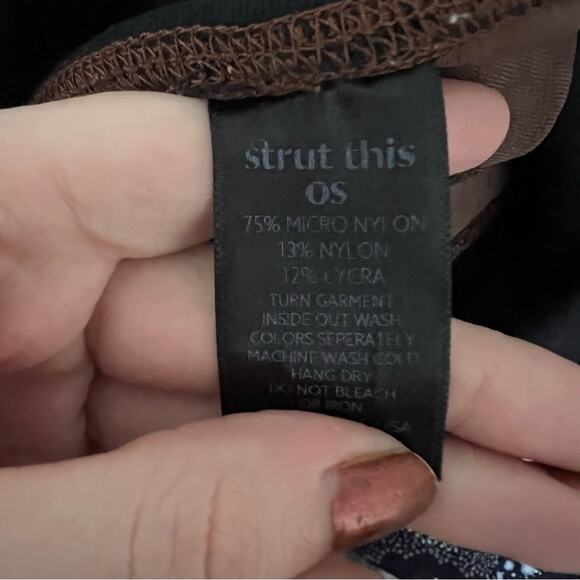 strut this
OS
75% MICRO NYLON
13% NYLON
12% LYCRA
TURN GARMENT
INSIDE OUT WASH
COLORS SEPERATELY
MACHINE WASH COLD
HANG DRY
DO NOT BLEACH
OR IRON
USA